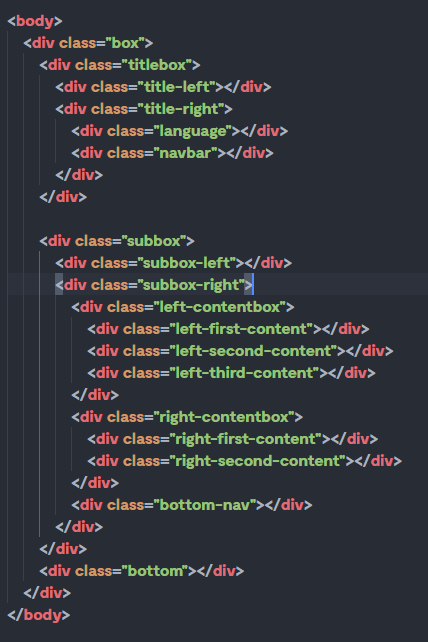 <body>
<div class="box">
<div class="titlebox">
<div class="title-left"></div>
<div class="title-right">
<div class="language"></div>
<div class="navbar"></div>
</div>
</div>
<div class="subbox">
<div class="subbox-left"></div>
<div class="subbox-right">
<div class="left-contentbox">
<div class="left-first-content"></div>
<div class="left-second-content"></div>
<div class="left-third-content"></div>
</div>
<div class="right-contentbox">
<div class="right-first-content"></div>
<div class="right-second-content"></div>
</div>
<div class="bottom-nav"></div>
</div>
</div>
<div class="bottom"></div>
</div>
</body>